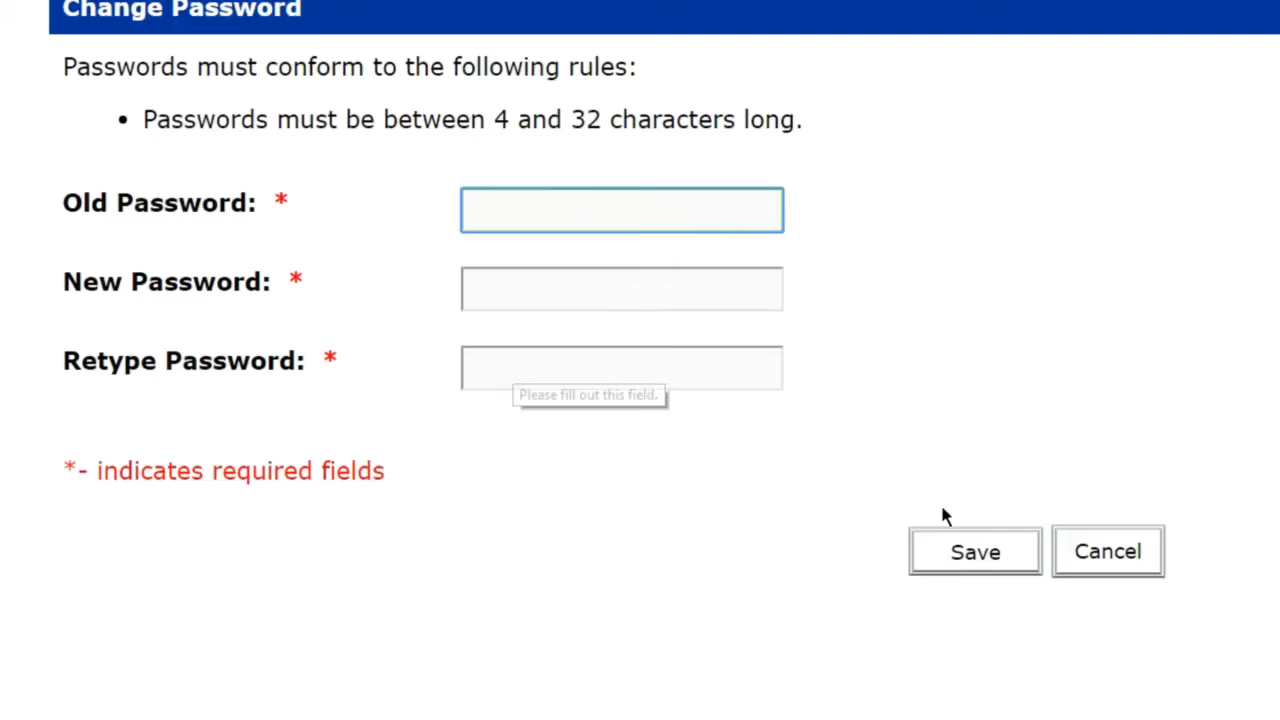 Change Password
Passwords must conform to the following rules:
• Passwords must be between 4 and 32 characters long.
Old Password: *
New Password: *
Retype Password: *
Please fill out this field.
*- indicates required fields
Save Cancel